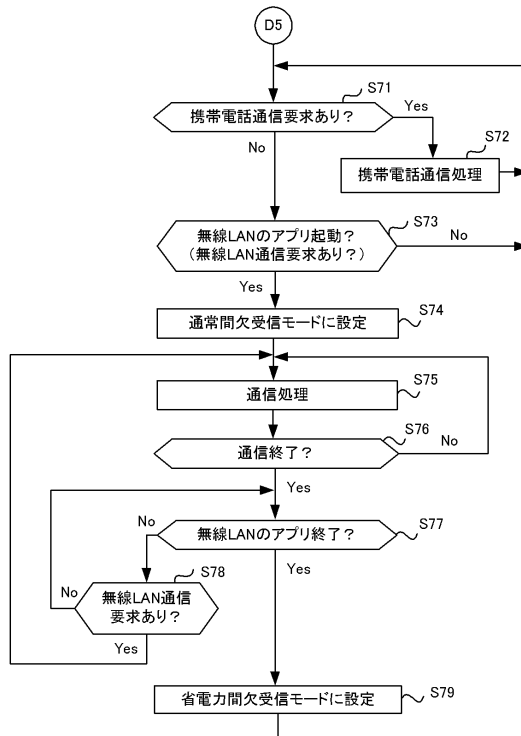 D5
S71
携帯電話通信要求あり？
Yes
No
S72
携帯電話通信処理
S73
無線LANのアプリ起動？
（無線LAN通信要求あり？）
No
Yes
S74
通常間欠受信モードに設定
S75
通信処理
S76
通信終了？
No
Yes
S77
無線LANのアプリ終了？
No
Yes
S78
無線LAN通信
要求あり？
No
Yes
S79
省電力間欠受信モードに設定